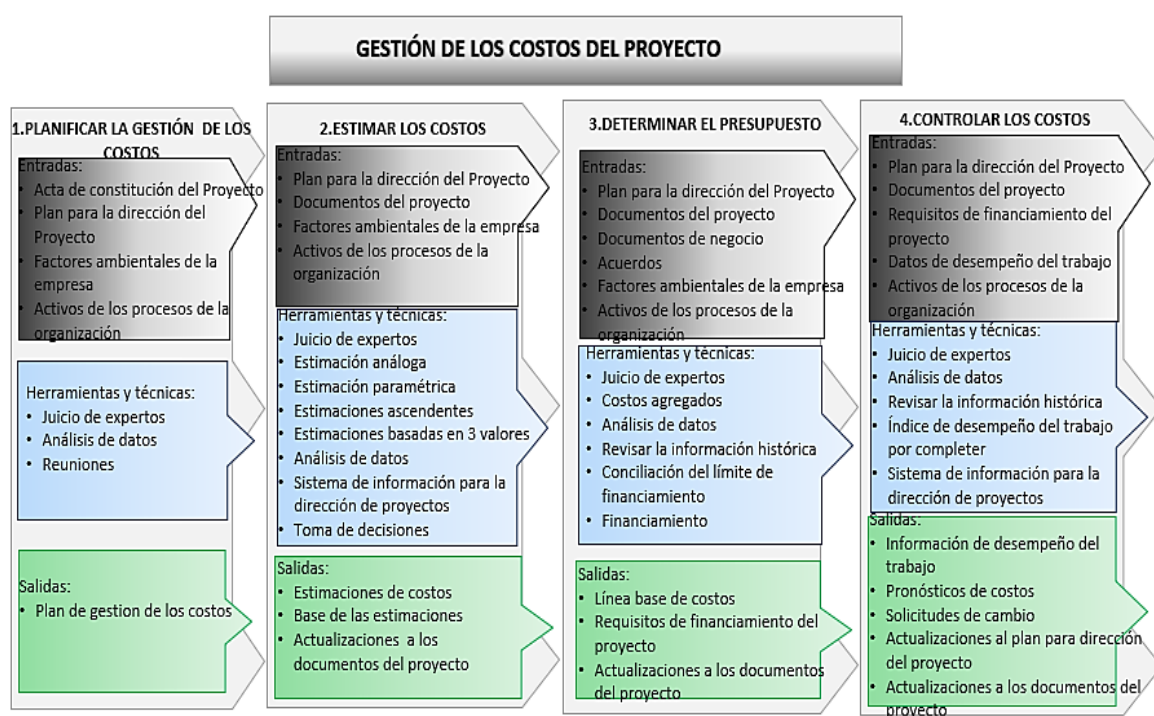 GESTIÓN DE LOS COSTOS DEL PROYECTO
1.PLANIFICAR LA GESTIÓN DE LOS
COSTOS
Entradas:
• Acta de constitución del Proyecto
• Plan para la dirección del
Proyecto
• Factores ambientales de la
empresa
• Activos de los procesos de la
organización
Herramientas y técnicas:
• Juicio de expertos
• Análisis de datos
• Reuniones
Salidas:
• Plan de gestion de los costos
2.ESTIMAR LOS COSTOS
Entradas:
• Plan para la dirección del Proyecto
• Documentos del proyecto
• Factores ambientales de la empresa
• Activos de los procesos de la
organización
Herramientas y técnicas:
• Juicio de expertos
• Estimación análoga
• Estimación paramétrica
• Estimaciones ascendentes
• Estimaciones basadas en 3 valores
• Análisis de datos
• Sistema de información para la
dirección de proyectos
• Toma de decisiones
Salidas:
• Estimaciones de costos
• Base de las estimaciones
• Actualizaciones a los
documentos del proyecto
3.DETERMINAR EL PRESUPUESTO
Entradas:
• Plan para la dirección del Proyecto
• Documentos del proyecto
• Documentos de negocio
• Acuerdos
• Factores ambientales de la empresa
• Activos de los procesos de la
organización
Herramientas y técnicas:
• Juicio de expertos
• Costos agregados
• Análisis de datos
• Revisar la información histórica
• Conciliación del límite de
financiamiento
• Financiamiento
Salidas:
• Línea base de costos
• Requisitos de financiamiento del
proyecto
• Actualizaciones a los documentos
del proyecto
4.CONTROLAR LOS COSTOS
Entradas:
• Plan para la dirección del Proyecto
• Documentos del proyecto
• Requisitos de financiamiento del
proyecto
• Datos de desempeño del trabajo
• Activos de los procesos de la
organización
Herramientas y técnicas:
• Juicio de expertos
• Análisis de datos
• Revisar la información histórica
• Índice de desempeño del trabajo
por completer
• Sistema de información para la
dirección de proyectos
Salidas:
• Información de desempeño del
trabajo
• Pronósticos de costos
• Solicitudes de cambio
• Actualizaciones al plan para dirección
del proyecto
• Actualizaciones a los documentos del
proyecto